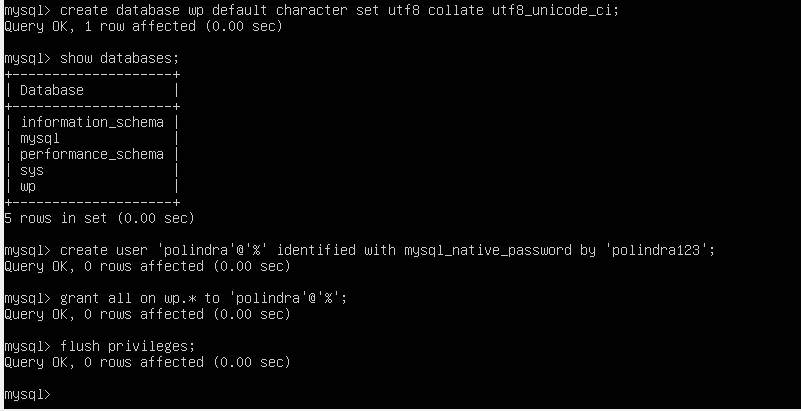 mysql> create database wp default character set utf8 collate utf8_unicode_ci;
Query OK, 1 row affected (0.00 sec)
mysql> show databases;
+--------------------+
| Database           |
+--------------------+
| information_schema |
| mysql              |
| performance_schema |
| sys                |
| wp                 |
+--------------------+
5 rows in set (0.00 sec)
mysql> create user 'polindra'@'%' identified with mysql_native_password by 'polindra123';
Query OK, 0 rows affected (0.00 sec)
mysql> grant all on wp.* to 'polindra'@'%';
Query OK, 0 rows affected (0.00 sec)
mysql> flush privileges;
Query OK, 0 rows affected (0.00 sec)
mysql>